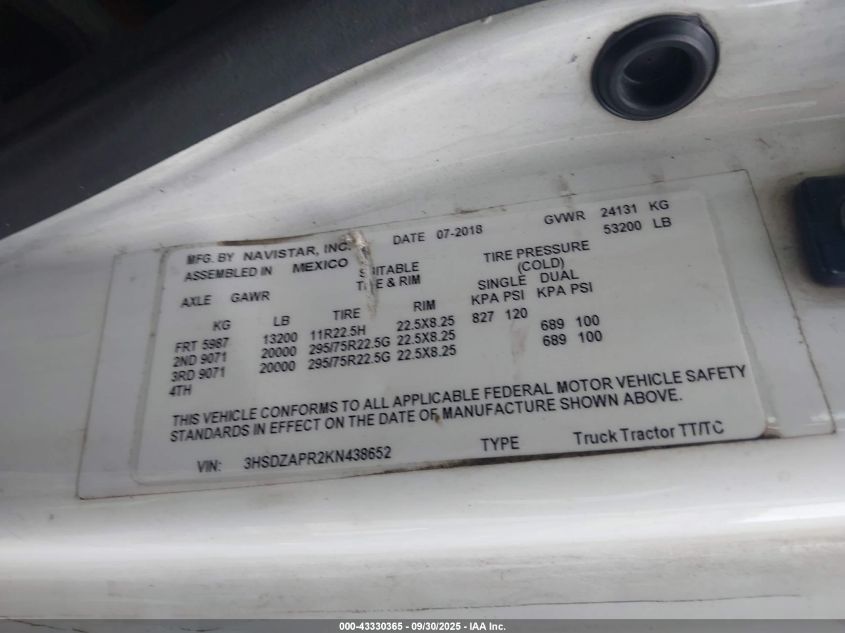 MFG. BY NAVISTAR, INC. DATE 07-2018 GVWR 24131 KG
ASSEMBLED IN MEXICO 53200 LB
SUITABLE TIRE PRESSURE
TIRE & RIM (COLD)
AXLE GAWR SINGLE DUAL
KG LB TIRE RIM KPA PSI KPA PSI
FRT 5987 13200 11R22.5H 22.5X8.25 827 120
2ND 9071 20000 295/75R22.5G 22.5X8.25 689 100
3RD 9071 20000 295/75R22.5G 22.5X8.25 689 100
4TH
THIS VEHICLE CONFORMS TO ALL APPLICABLE FEDERAL MOTOR VEHICLE SAFETY
STANDARDS IN EFFECT ON THE DATE OF MANUFACTURE SHOWN ABOVE.
VIN: 3HSDZAPR2KN438652 TYPE Truck Tractor TT/TC
000-43330365 - 09/30/2025 - IAA Inc.